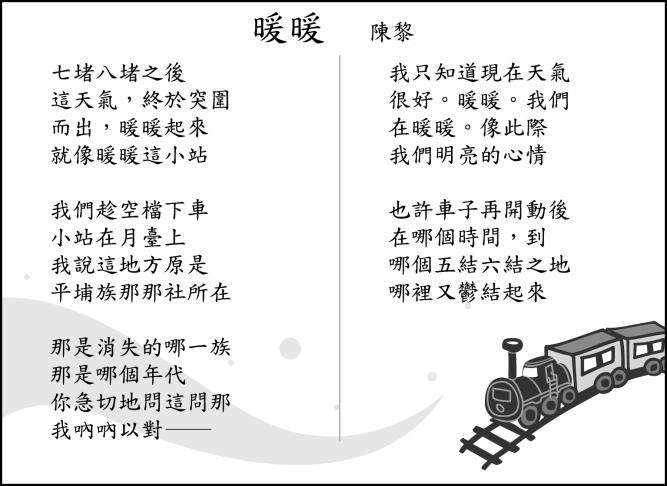 暖暖 陳黎
七堵八堵之後
這天氣，終於突圍
而出，暖暖起來
就像暖暖這小站
我們趁空檔下車
小站在月臺上
我說這地方原是
平埔族那那社所在
那是消失的哪一族
那是哪個年代
你急切地問這問那
我吶吶以對──
我只知道現在天氣
很好。暖暖。我們
在暖暖。像此際
我們明亮的心情
也許車子再開動後
在哪個時間，到
哪個五結六結之地
哪裡又鬱結起來